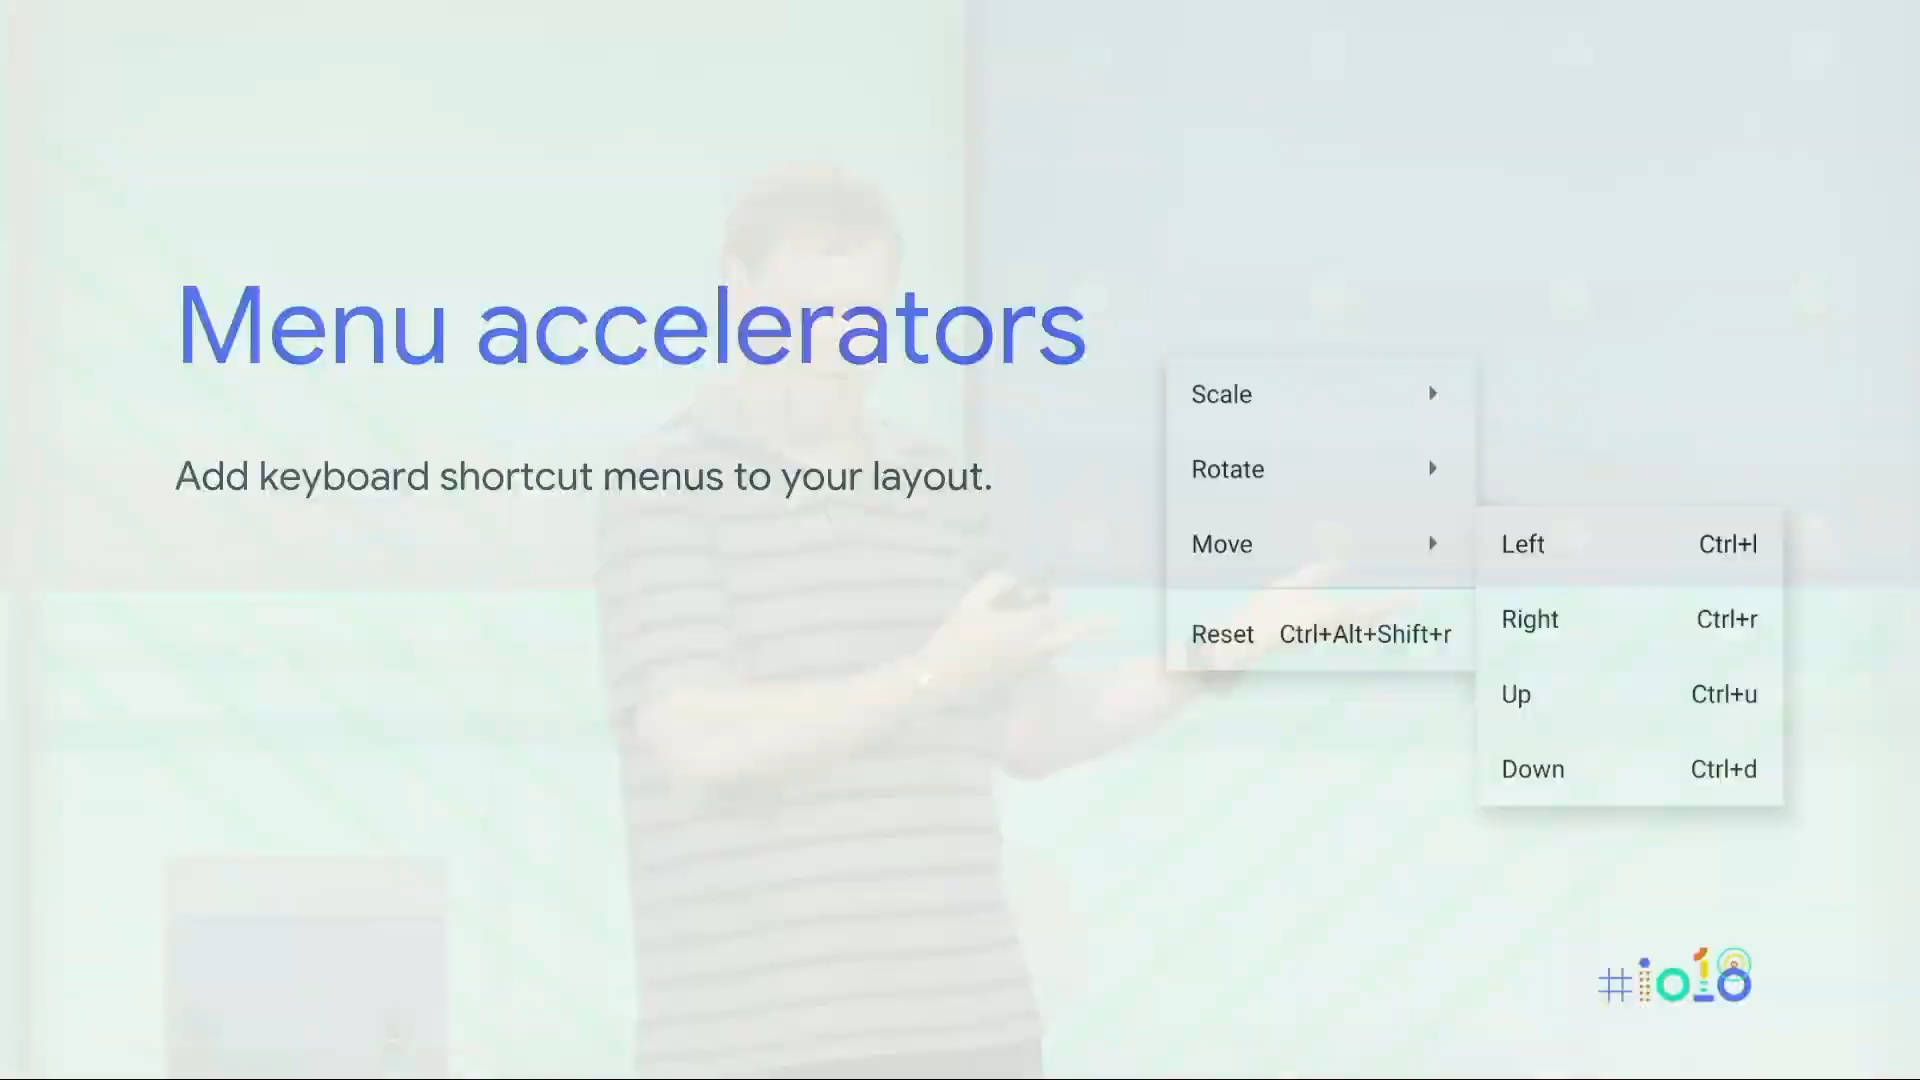 Menu accelerators
Add keyboard shortcut menus to your layout.
Scale
Rotate
Move
Reset Ctrl+Alt+Shift+r
Left Ctrl+l
Right Ctrl+r
Up Ctrl+u
Down Ctrl+d
#io18